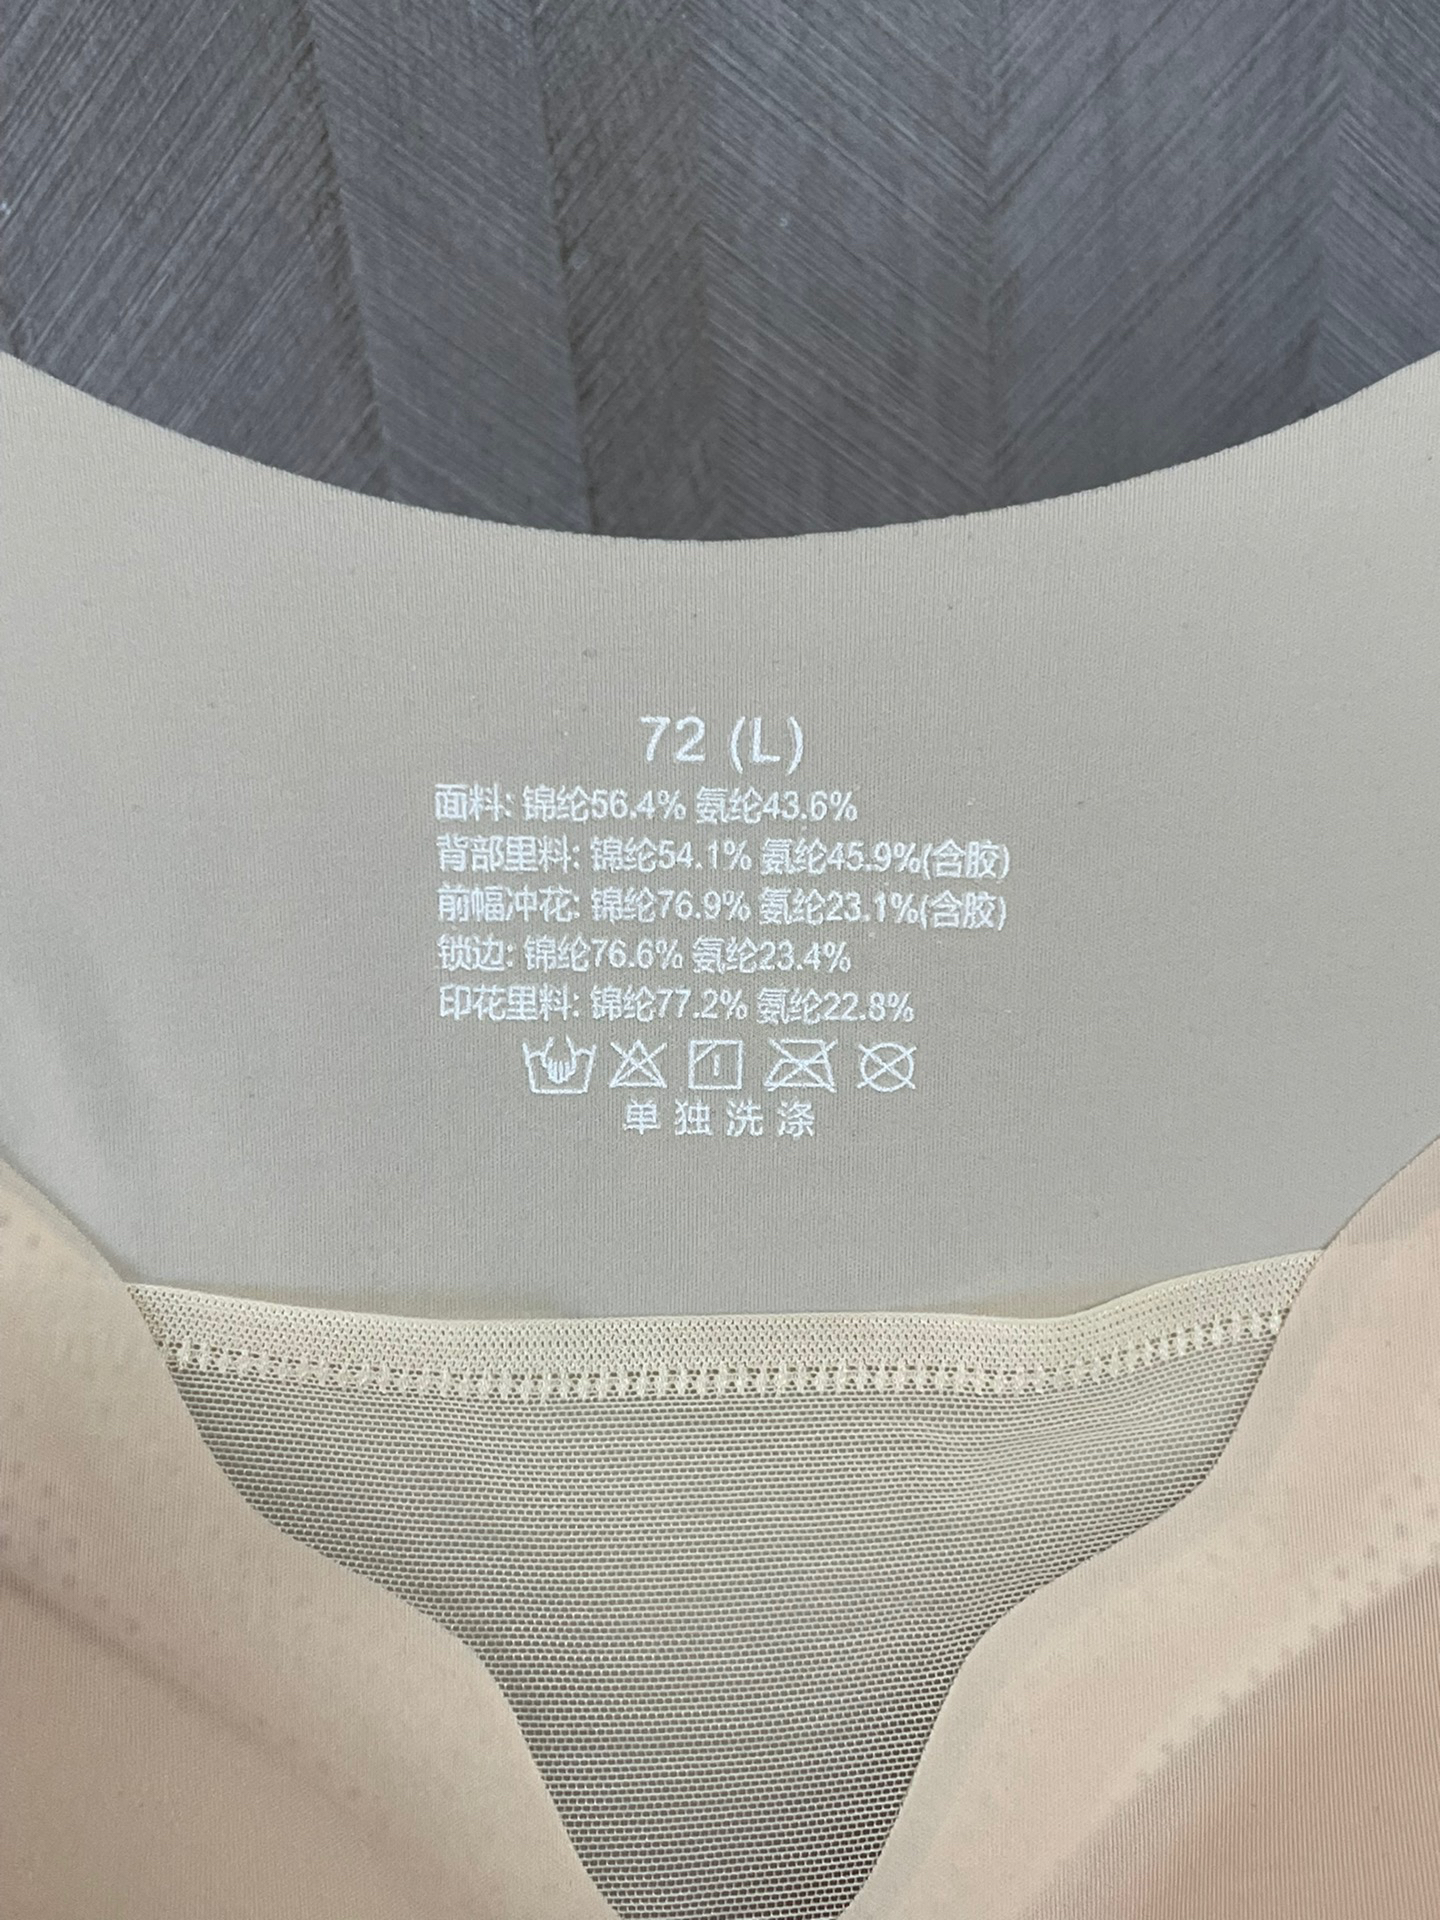 72 (L)
面料: 锦纶56.4% 氨纶43.6%
背部里料: 锦纶54.1% 氨纶45.9%(含胶)
前幅冲花: 锦纶76.9% 氨纶23.1%(含胶)
锁边: 锦纶76.6% 氨纶23.4%
印花里料: 锦纶77.2% 氨纶22.8%
单独洗涤